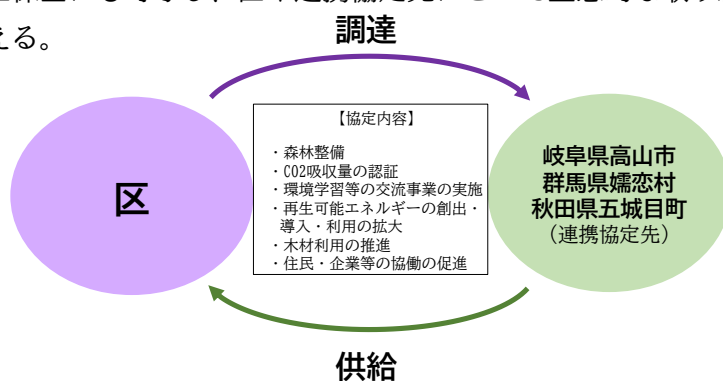 える。
調達
【協定内容】
・森林整備
・CO2吸収量の認証
・環境学習等の交流事業の実施
・再生可能エネルギーの創出・
導入・利用の拡大
・木材利用の推進
・住民・企業等の協働の促進
区
岐阜県高山市
群馬県嬬恋村
秋田県五城目町
（連携協定先）
供給